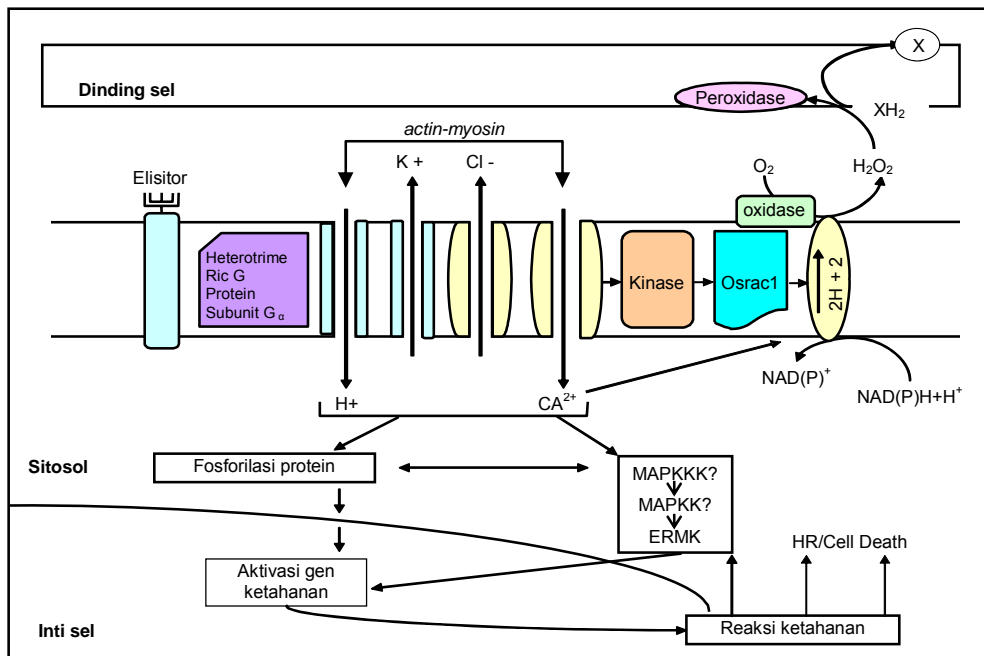 X
Dinding sel
Peroxidase
XH₂
actin-myosin
K +
Cl -
O₂
H₂O₂
Elisitor
oxidase
Heterotrime
Ric G
Protein
Subunit G α
Kinase
Osrac1
2H + 2
NAD(P)⁺
NAD(P)H+H⁺
H+
CA²⁺
Sitosol
Fosforilasi protein
MAPKKK?
MAPKK?
ERMK
HR/Cell Death
Aktivasi gen
ketahanan
Inti sel
Reaksi ketahanan